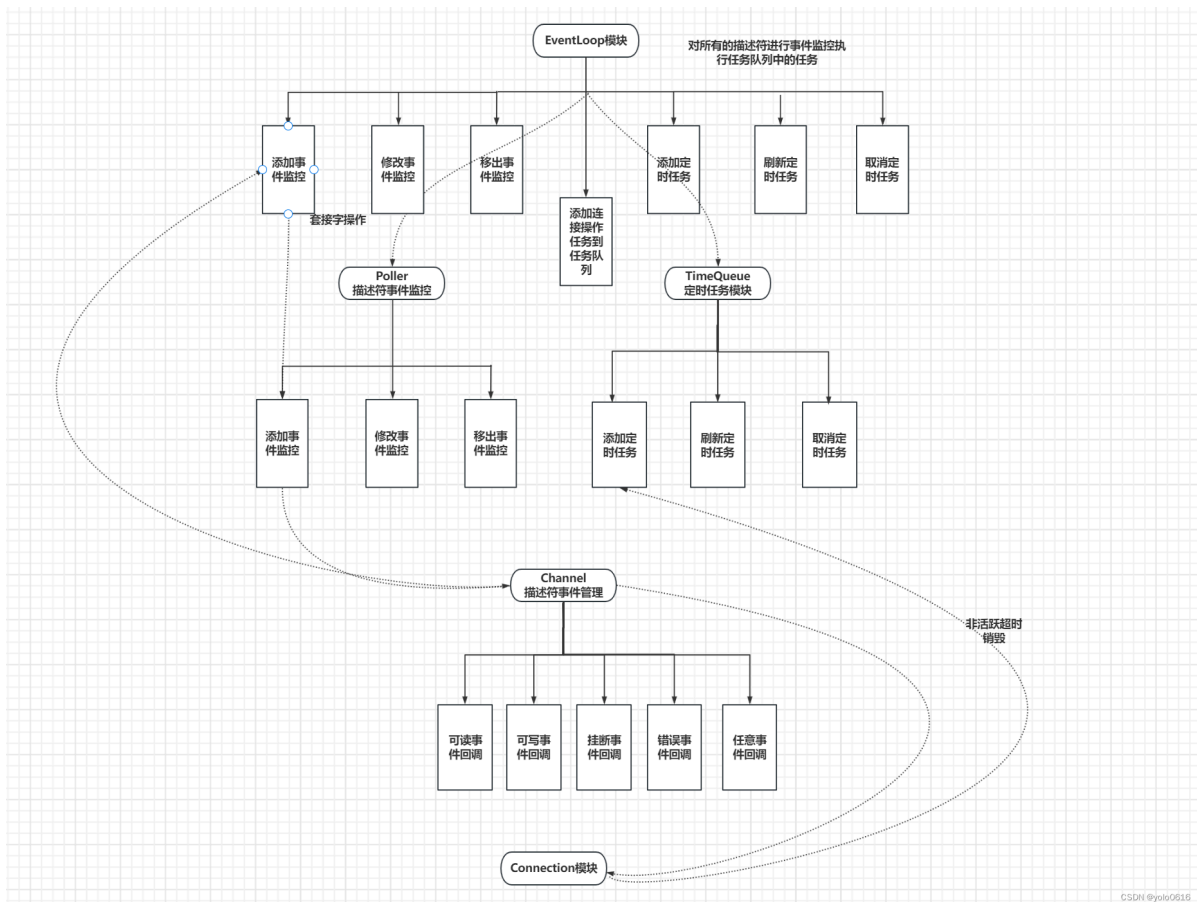 EventLoop模块
对所有的描述符进行事件监控执
行任务队列中的任务
添加事
件监控
修改事
件监控
移出事
件监控
添加定
时任务
刷新定
时任务
取消定
时任务
套接字操作
添加连
接操作
任务到
任务队
列
Poller
描述符事件监控
TimeQueue
定时任务模块
添加事
件监控
修改事
件监控
移出事
件监控
添加定
时任务
刷新定
时任务
取消定
时任务
Channel
描述符事件管理
非活跃超时
销毁
可读事
件回调
可写事
件回调
挂断事
件回调
错误事
件回调
任意事
件回调
Connection模块
CSDN @yolo0616